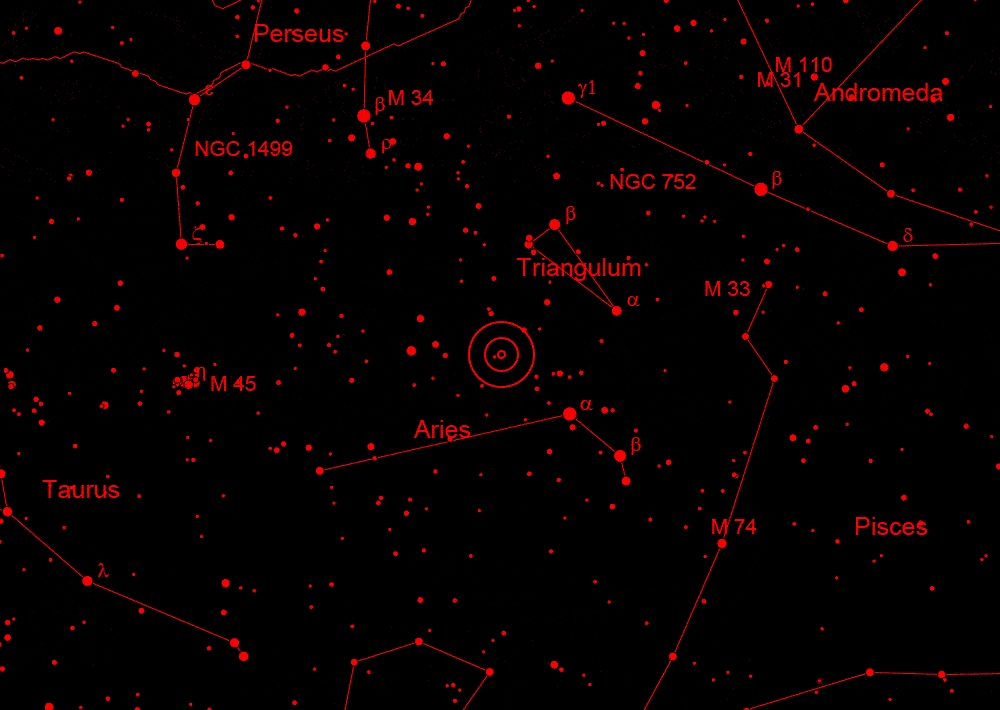 Perseus
M 110
M 31
Andromeda
ε
β M 34
γ1
ρ
NGC 1499
NGC 752
β
β
ζ
δ
Triangulum
α
M 33
η
M 45
α
Aries
β
Taurus
M 74
Pisces
λ